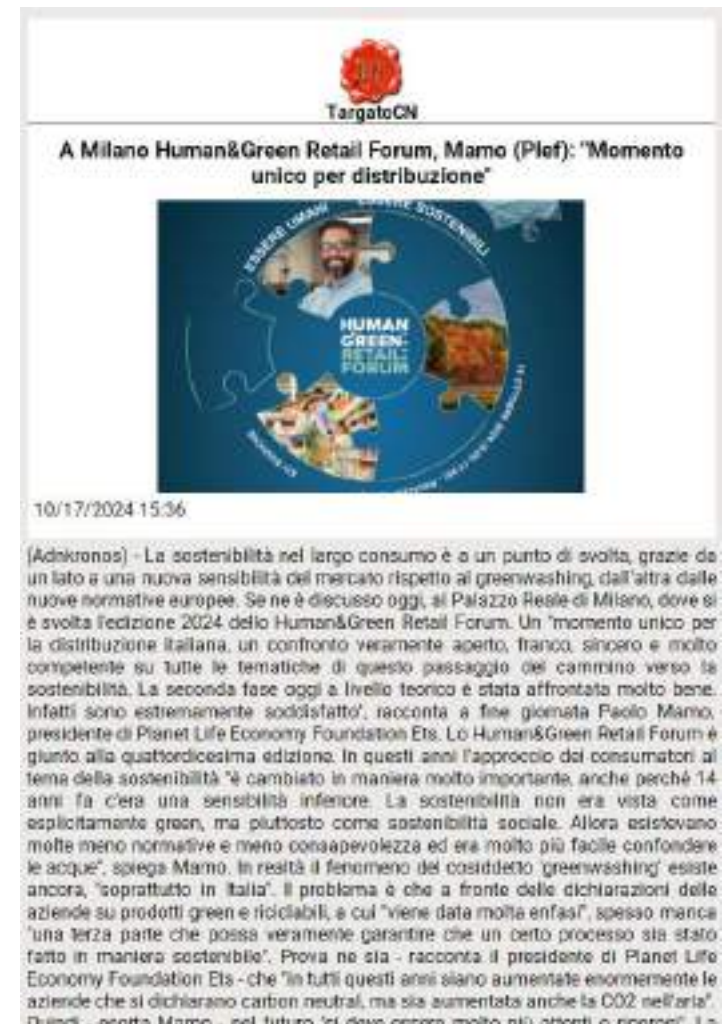 TargatoCN
A Milano Human&Green Retail Forum, Mamo (Plef): "Momento
unico per distribuzione"
ESSERE UMANI
ESSERE SOSTENIBILI
HUMAN
GREEN-
RETAIL:
FORUM
10/17/2024 15:36
(Adnkronos) - La sostenibilità nel largo consumo è a un punto di svolta, grazie da
un lato a una nuova sensibilità del mercato rispetto al greenwashing, dall'altra dalle
nuove normative europee. Se ne è discusso oggi, al Palazzo Reale di Milano, dove si
è svolta l'edizione 2024 dello Human&Green Retail Forum. Un "momento unico per
la distribuzione italiana, un confronto veramente aperto, franco, sincero e molto
competente su tutte le tematiche di questo passaggio del cammino verso la
sostenibilità. La seconda fase oggi a livello teorico è stata affrontata molto bene.
Infatti sono estremamente soddisfatto", racconta a fine giornata Paolo Mamo,
presidente di Planet Life Economy Foundation Ets. Lo Human&Green Retail Forum è
giunto alla quattordicesima edizione. In questi anni l'approccio dei consumatori al
tema della sostenibilità "è cambiato in maniera molto importante, anche perché 14
anni fa c'era una sensibilità inferiore. La sostenibilità non era vista come
esplicitamente green, ma piuttosto come sostenibilità sociale. Allora esistevano
molte meno normative e meno consapevolezza ed era molto più facile confondere
le acque", spiega Mamo. In realtà il fenomeno del cosiddetto 'greenwashing' esiste
ancora, "soprattutto in Italia". Il problema è che a fronte delle dichiarazioni delle
aziende su prodotti green e riciclabili, a cui "viene data molta enfasi", spesso manca
"una terza parte che possa veramente garantire che un certo processo sia stato
fatto in maniera sostenibile". Prova ne sia - racconta il presidente di Planet Life
Economy Foundation Ets - che "in tutti questi anni siano aumentate enormemente le
aziende che si dichiarano carbon neutral, ma sia aumentata anche la CO2 nell'aria".
Quindi - esorta Mamo - nel futuro "si deve essere molto più attenti e rigorosi". La